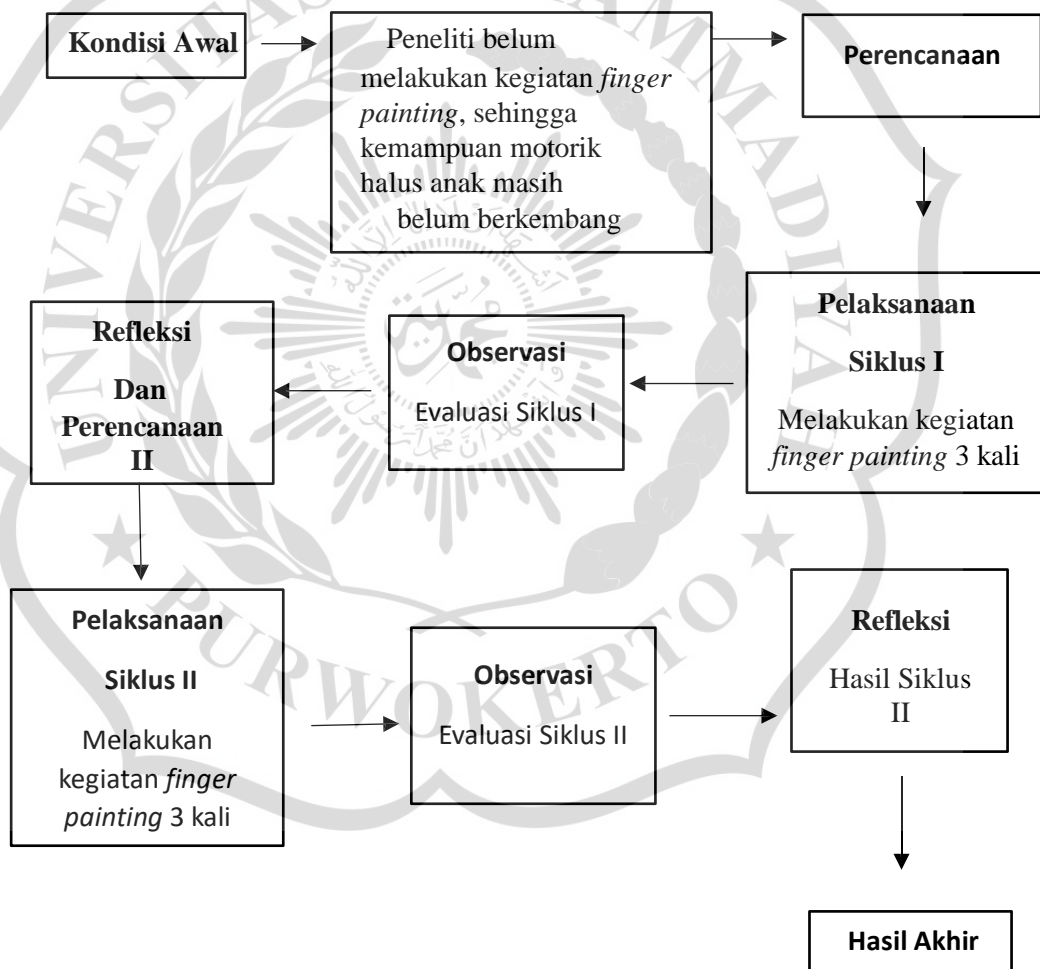 Kondisi Awal
Peneliti belum
melakukan kegiatan finger
painting, sehingga
kemampuan motorik
halus anak masih
belum berkembang
Perencanaan
Pelaksanaan
Siklus I
Melakukan kegiatan
finger painting 3 kali
Observasi
Evaluasi Siklus I
Refleksi
Dan
Perencanaan
II
Pelaksanaan
Siklus II
Melakukan
kegiatan finger
painting 3 kali
Observasi
Evaluasi Siklus II
Refleksi
Hasil Siklus
II
Hasil Akhir
PURWOKERTO